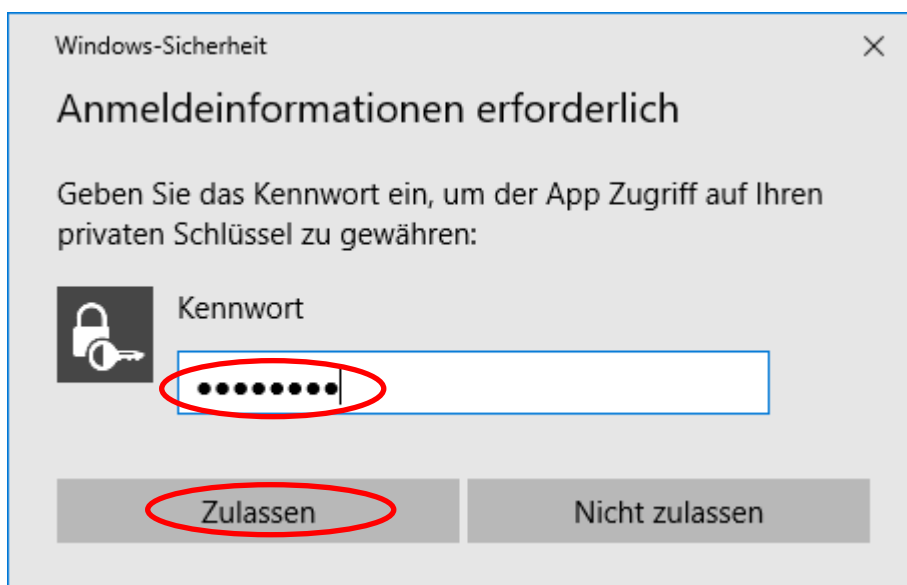 Windows-Sicherheit
Anmeldeinformationen erforderlich
Geben Sie das Kennwort ein, um der App Zugriff auf Ihren
privaten Schlüssel zu gewähren:
Kennwort
●●●●●●●●
Zulassen
Nicht zulassen